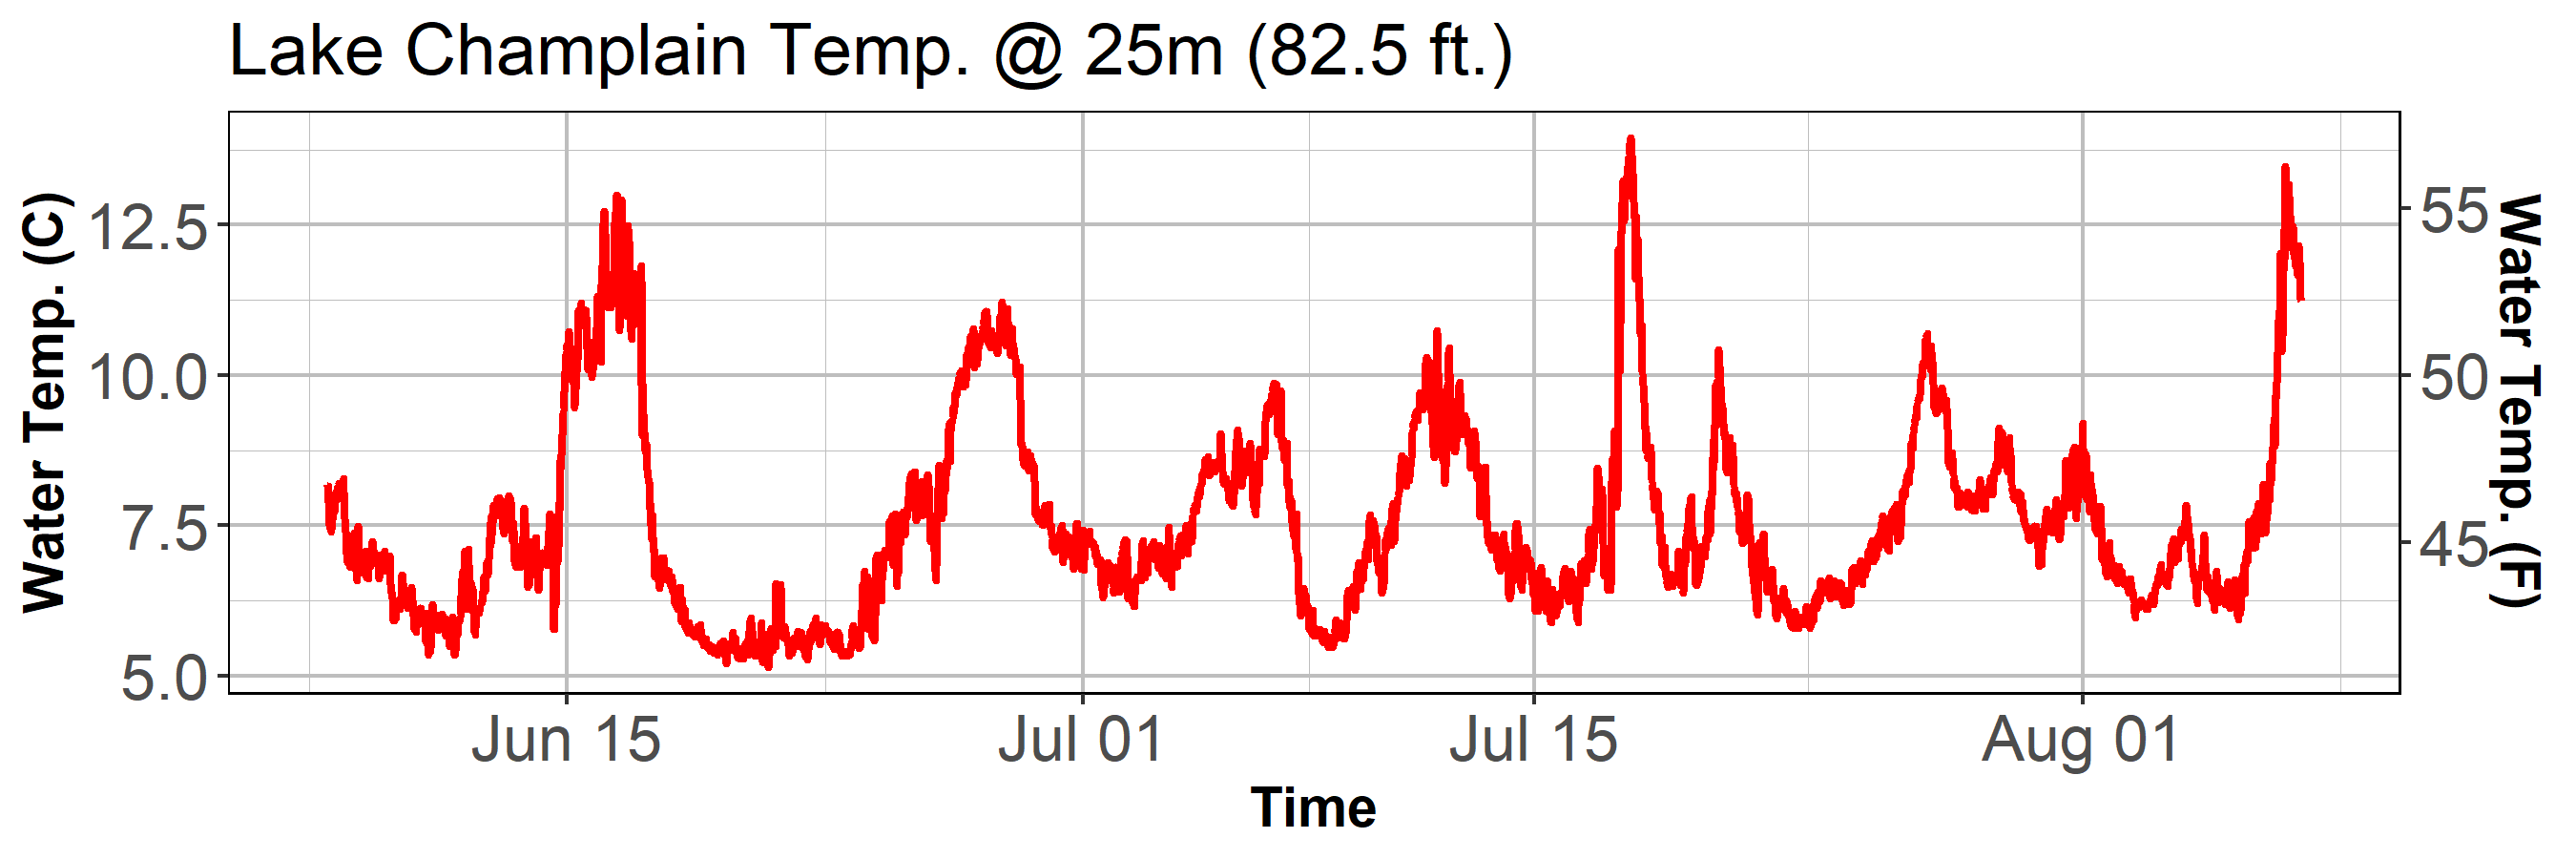 Lake Champlain Temp. @ 25m (82.5 ft.)
Water Temp. (C)
12.5
10.0
7.5
5.0
55
50
45
Water Temp. (F)
Jun 15
Jul 01
Jul 15
Aug 01
Time